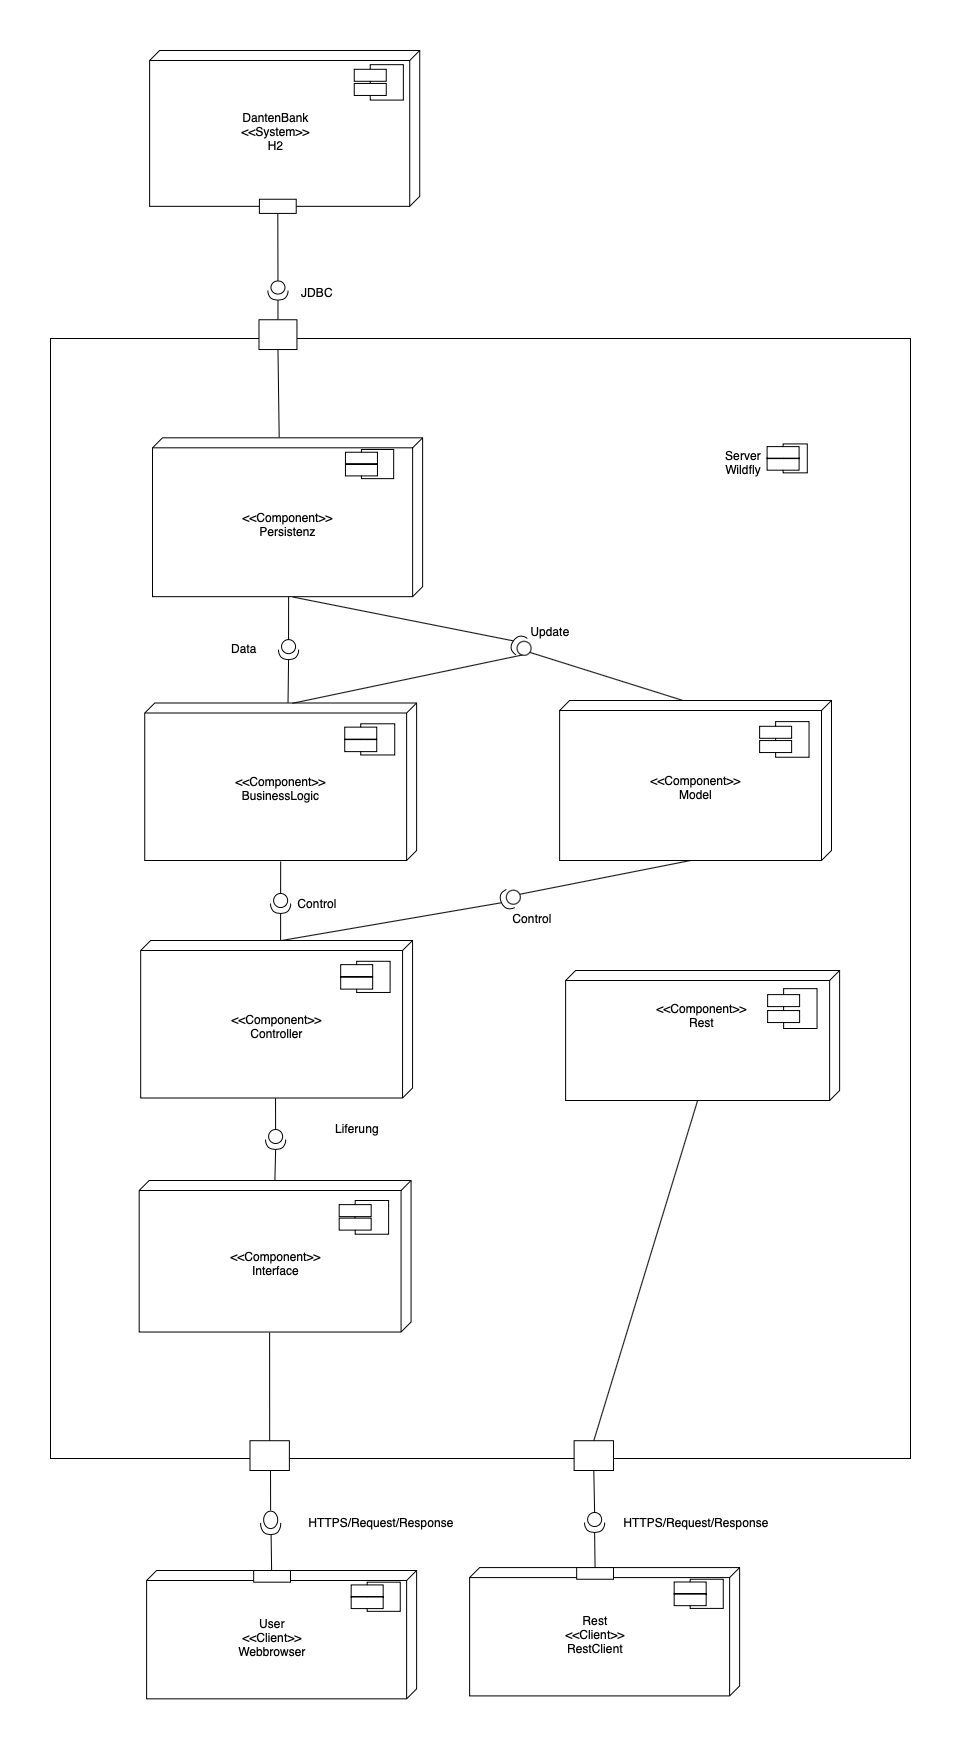 DantenBank
<<System>>
H2
JDBC
Server
Wildfly
<<Component>>
Persistenz
Data
Update
<<Component>>
BusinessLogic
<<Component>>
Model
Control
Control
<<Component>>
Controller
<<Component>>
Rest
Liferung
<<Component>>
Interface
HTTPS/Request/Response
HTTPS/Request/Response
User
<<Client>>
Webbrowser
Rest
<<Client>>
RestClient